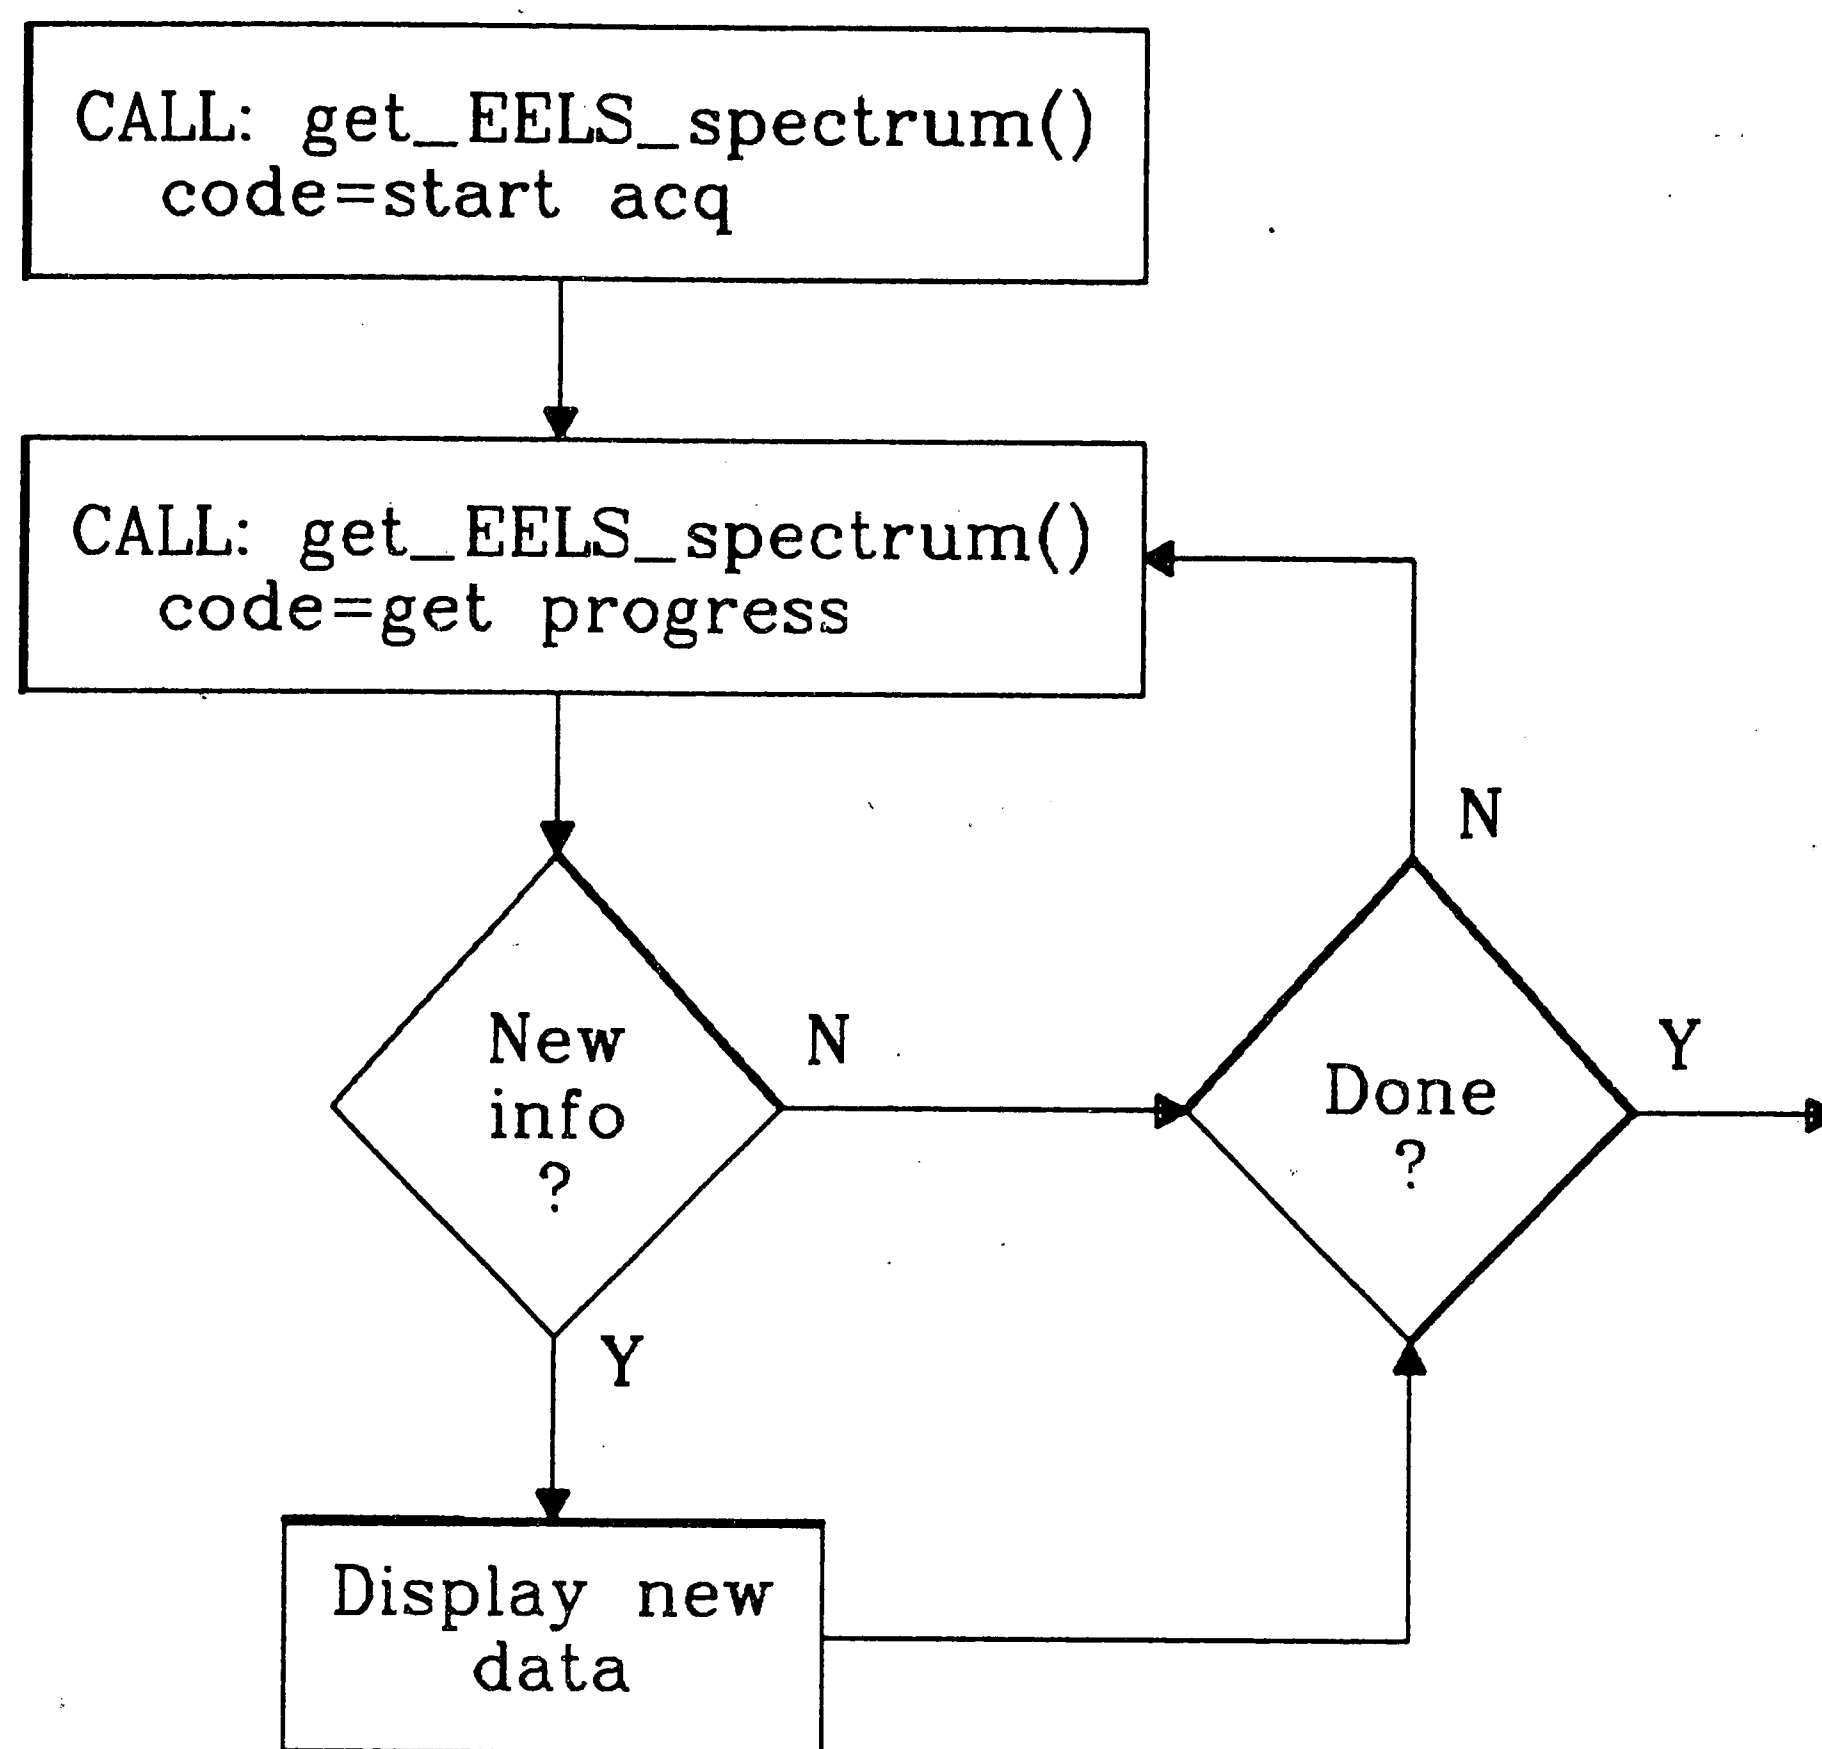 CALL: get_EELS_spectrum()
code=start acq
CALL: get_EELS_spectrum()
code=get progress
N
New
info
?
N
Done
?
Y
Y
Display new
data